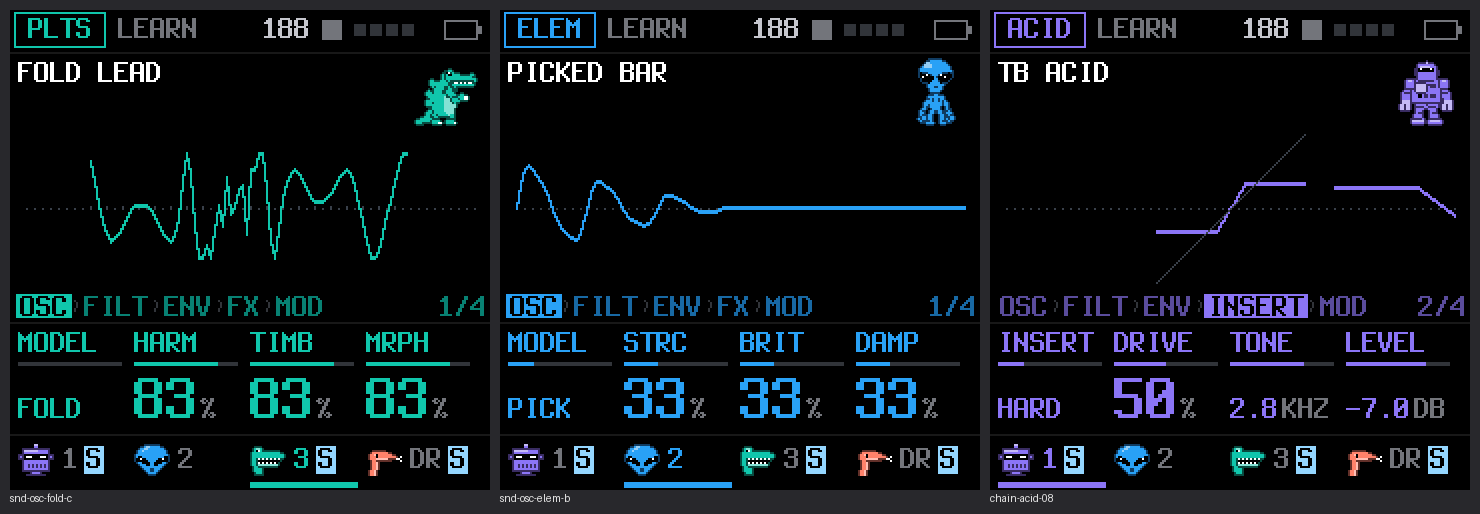 PLTS LEARN 188
FOLD LEAD
OSC FILT ENV FX MOD 1/4
MODEL HARM TIMB MRPH
FOLD 83% 83% 83%
1 S 2 3 S DR S
snd-osc-fold-c
ELEM LEARN 188
PICKED BAR
OSC FILT ENV FX MOD 1/4
MODEL STRC BRIT DAMP
PICK 33% 33% 33%
1 S 2 3 S DR S
snd-osc-elem-b
ACID LEARN 188
TB ACID
OSC FILT ENV INSERT MOD 2/4
INSERT DRIVE TONE LEVEL
HARD 50% 2.8KHZ -7.0DB
1 S 2 3 S DR S
chain-acid-08